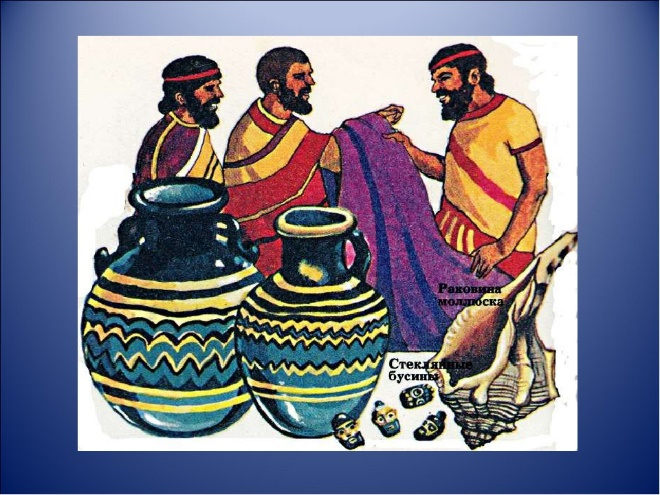 Раковина
моллюска
Стеклянные
бусины